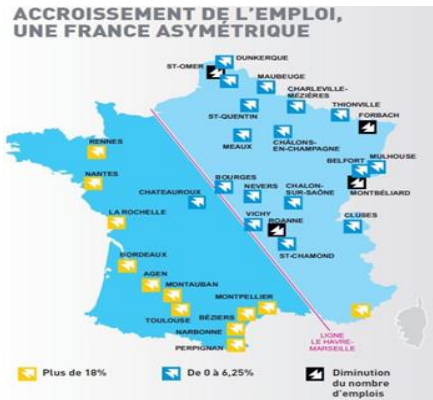 ACCROISSEMENT DE L'EMPLOI,
UNE FRANCE ASYMÉTRIQUE
DUNKERQUE
ST-OMER
MAUBEUGE
CHARLEVILLE-
MÉZIÈRES
THIONVILLE
ST-QUENTIN
FORBACH
RENNES
MEAUX
CHÂLONS-
EN-CHAMPAGNE
MULHOUSE
BELFORT
NANTES
BOURGES
MONTBÉLIARD
CHATEAUROUX
NEVERS
CHALON-
SUR-SAÔNE
LA ROCHELLE
VICHY
ROANNE
CLUSES
ST-CHAMOND
BORDEAUX
AGEN
MONTAUBAN
MONTPELLIER
TOULOUSE
BÉZIERS
NARBONNE
PERPIGNAN
LIGNE
LE HAVRE-
MARSEILLE
Plus de 18%
De 0 à 6,25%
Diminution
du nombre
d'emplois